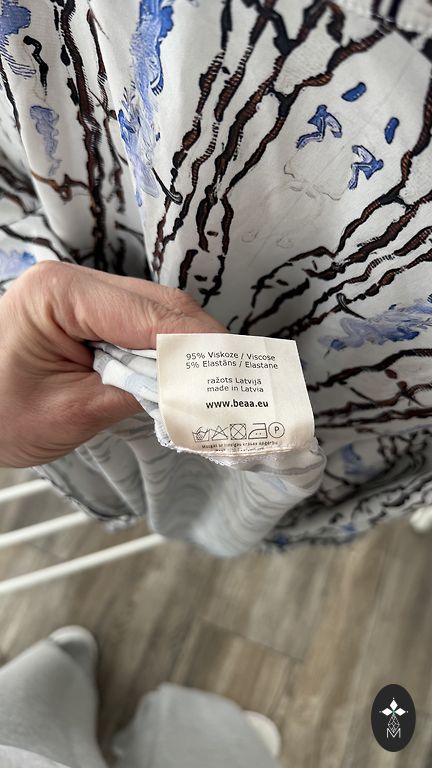 95% Viskoze / Viscose
5% Elastāns / Elastane
ražots Latvijā
made in Latvia
www.beaa.eu
P
M